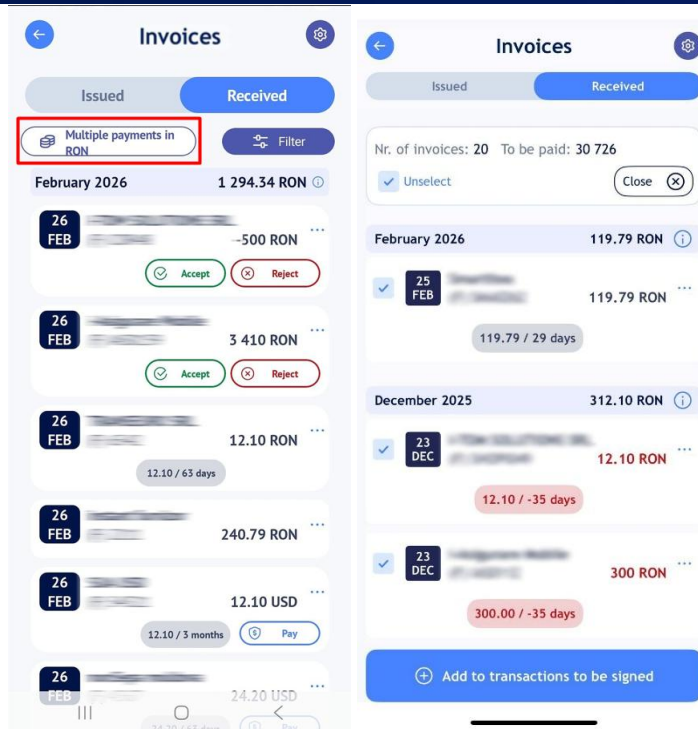 Invoices
Issued
Received
Multiple payments in
RON
Filter
February 2026
1 294.34 RON
26
FEB
-500 RON
Accept
Reject
26
FEB
3 410 RON
Accept
Reject
26
FEB
12.10 RON
12.10 / 63 days
26
FEB
240.79 RON
26
FEB
12.10 USD
12.10 / 3 months
Pay
26
FEB
24.20 USD
24.20 / 63 days
Pay
Invoices
Issued
Received
Nr. of invoices: 20 To be paid: 30 726
Unselect
Close
February 2026
119.79 RON
25
FEB
119.79 RON
119.79 / 29 days
December 2025
312.10 RON
23
DEC
12.10 RON
12.10 / -35 days
23
DEC
300 RON
300.00 / -35 days
Add to transactions to be signed